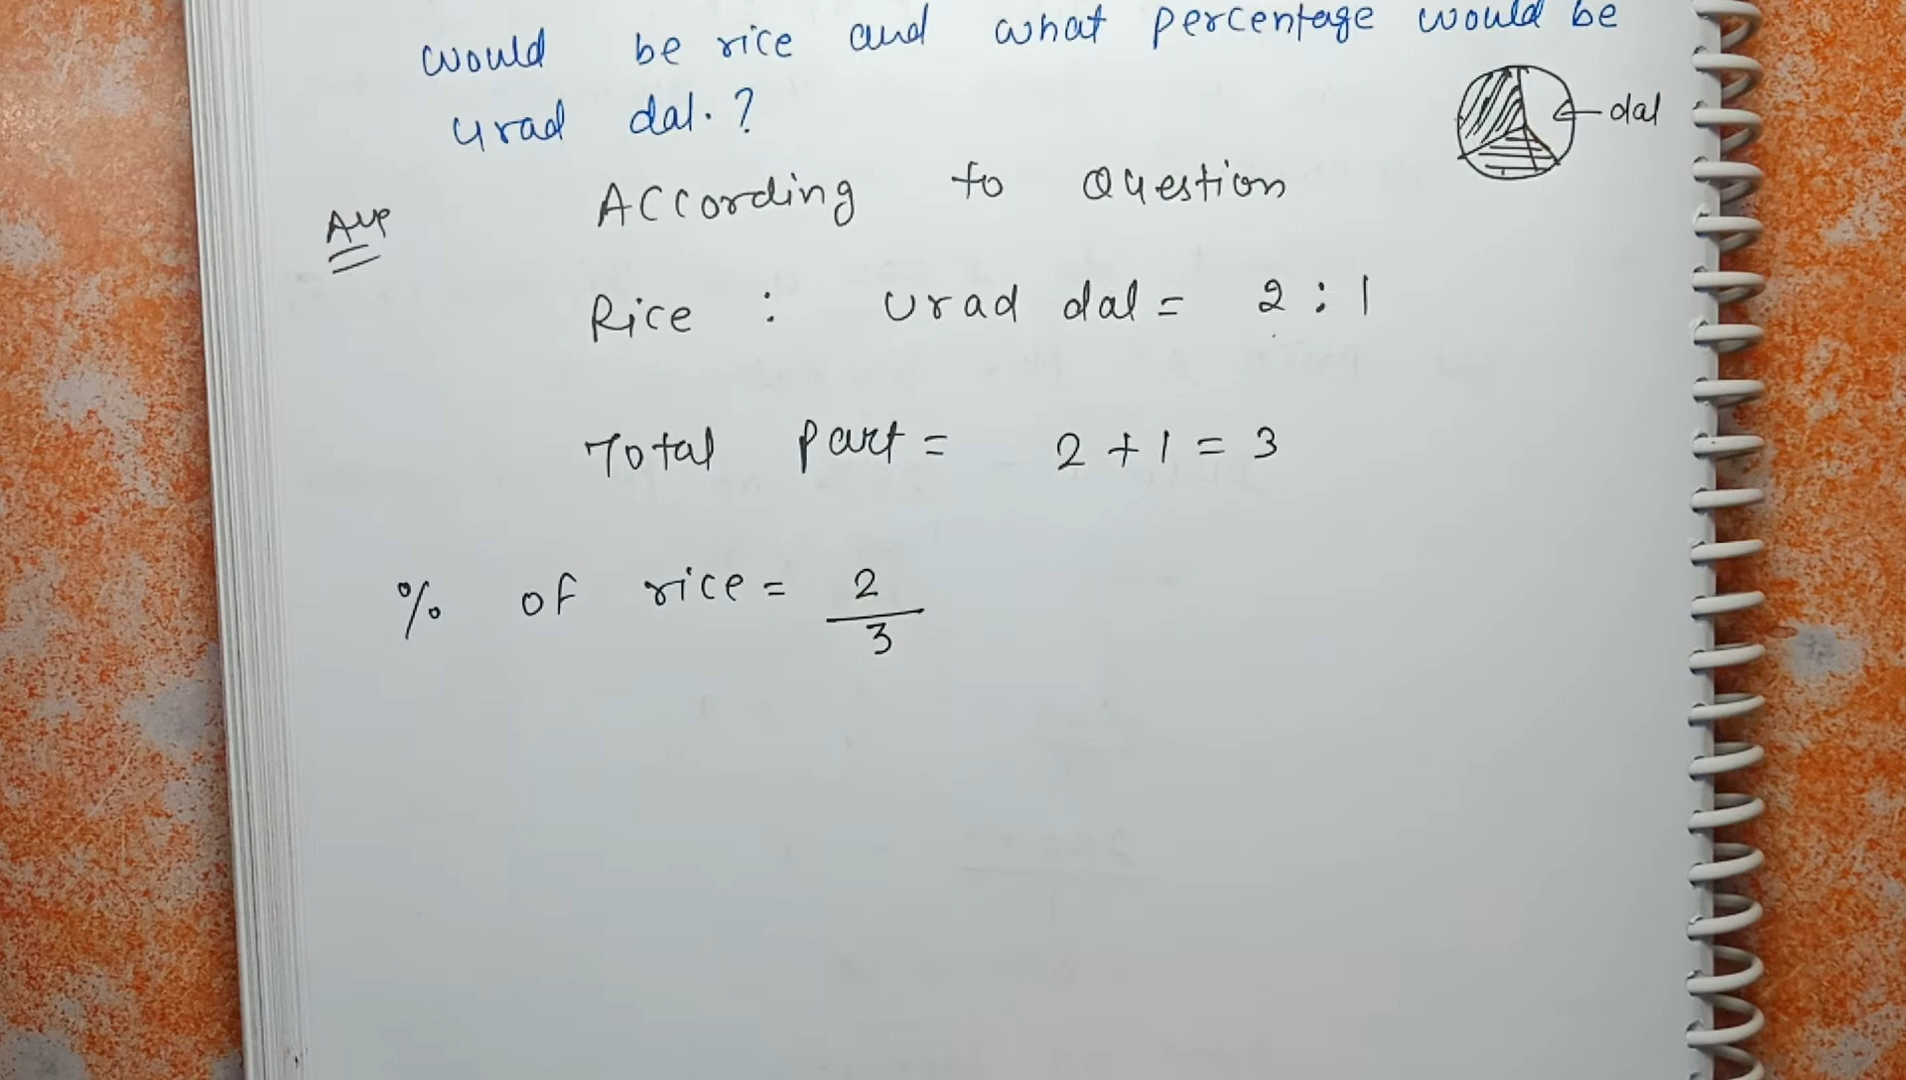 would be rice and what percentage would be
urad dal. ?
dal
According to Question
Rice : Urad dal = 2 : 1
Total Part = 2 + 1 = 3
% of rice = 2/3